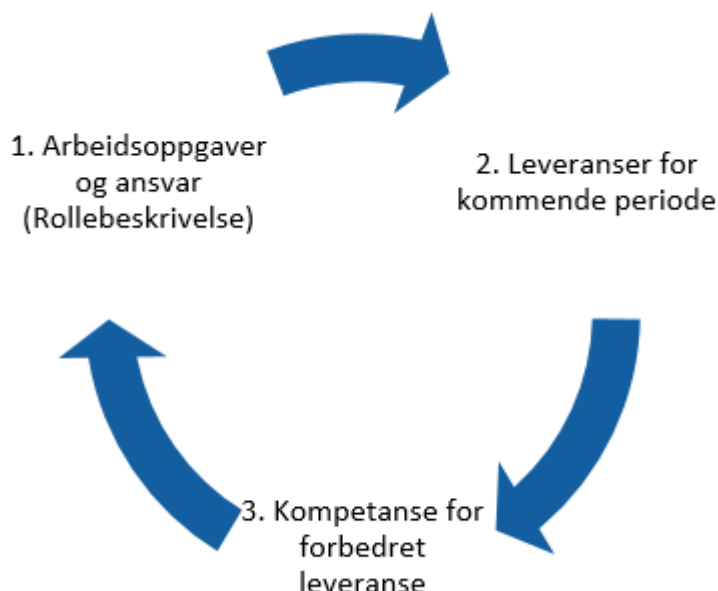 1. Arbeidsoppgaver
og ansvar
(Rollebeskrivelse)
2. Leveranser for
kommende periode
3. Kompetanse for
forbedret
leveranse